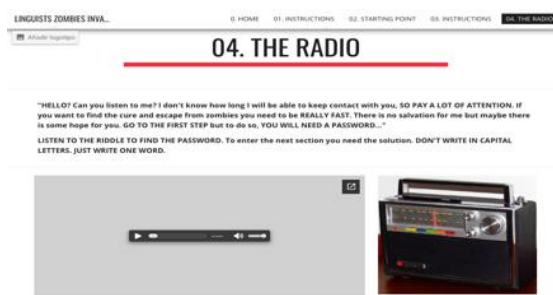 LINGUISTS ZOMBIES INVA...
0. HOME 01. INSTRUCTIONS 02. STARTING POINT 03. INSTRUCTIONS 04. THE RADIO
Añadir logotipo
04. THE RADIO
"HELLO? Can you listen to me? I don't know how long I will be able to keep contact with you, SO PAY A LOT OF ATTENTION. If
you want to find the cure and escape from zombies you need to be REALLY FAST. There is no salvation for me but maybe there
is some hope for you. GO TO THE FIRST STEP but to do so, YOU WILL NEED A PASSWORD..."
LISTEN TO THE RIDDLE TO FIND THE PASSWORD. To enter the next section you need the solution. DON'T WRITE IN CAPITAL
LETTERS. JUST WRITE ONE WORD.